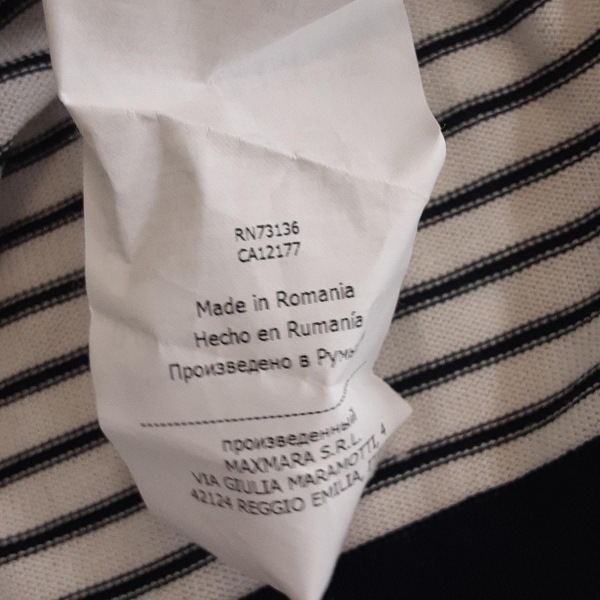 RN73136
CA12177
Made in Romania
Hecho en Rumanía
Произведено в
произведенный
MAXMARA S.R.L.
VIA GIULIA MARAMOTTI, 4
42124 REGGIO EMILIA,